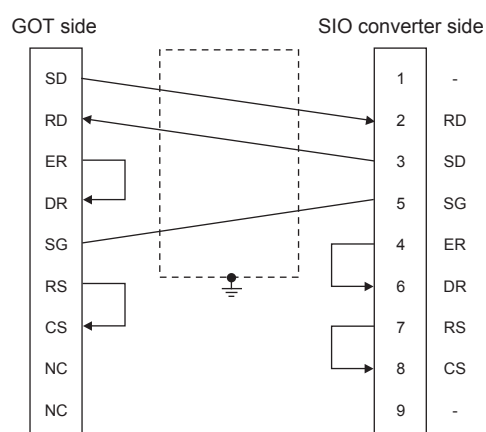 GOT side SIO converter side
SD 1 -
RD 2 RD
ER 3 SD
DR 5 SG
SG 4 ER
RS 6 DR
CS 7 RS
NC 8 CS
NC 9 -